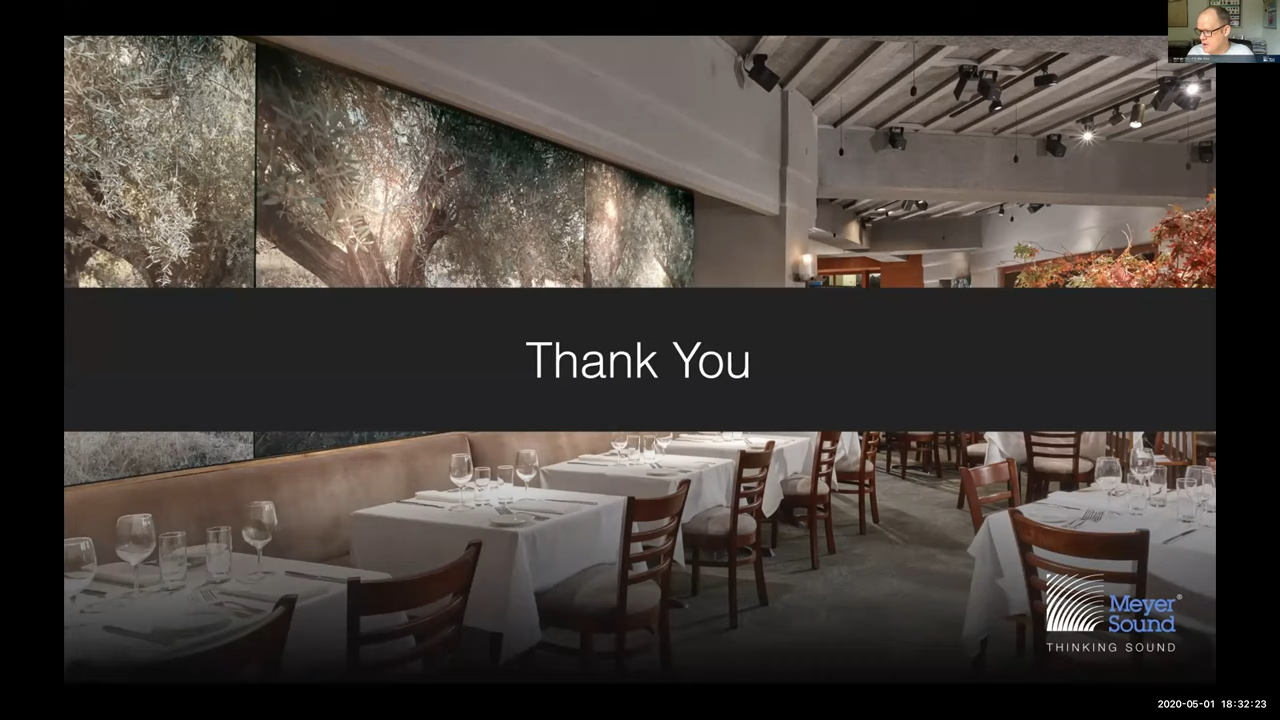 Thank You
Meyer®
Sound
THINKING SOUND
2020-05-01 18:32:23